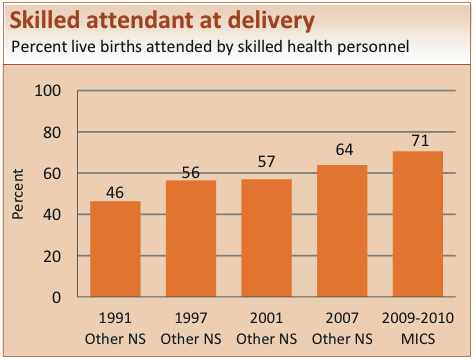 Skilled attendant at delivery
Percent live births attended by skilled health personnel
Percent
100
80
60
40
20
0
46
56
57
64
71
1991 1997 2001 2007 2009-2010
Other NS Other NS Other NS Other NS MICS